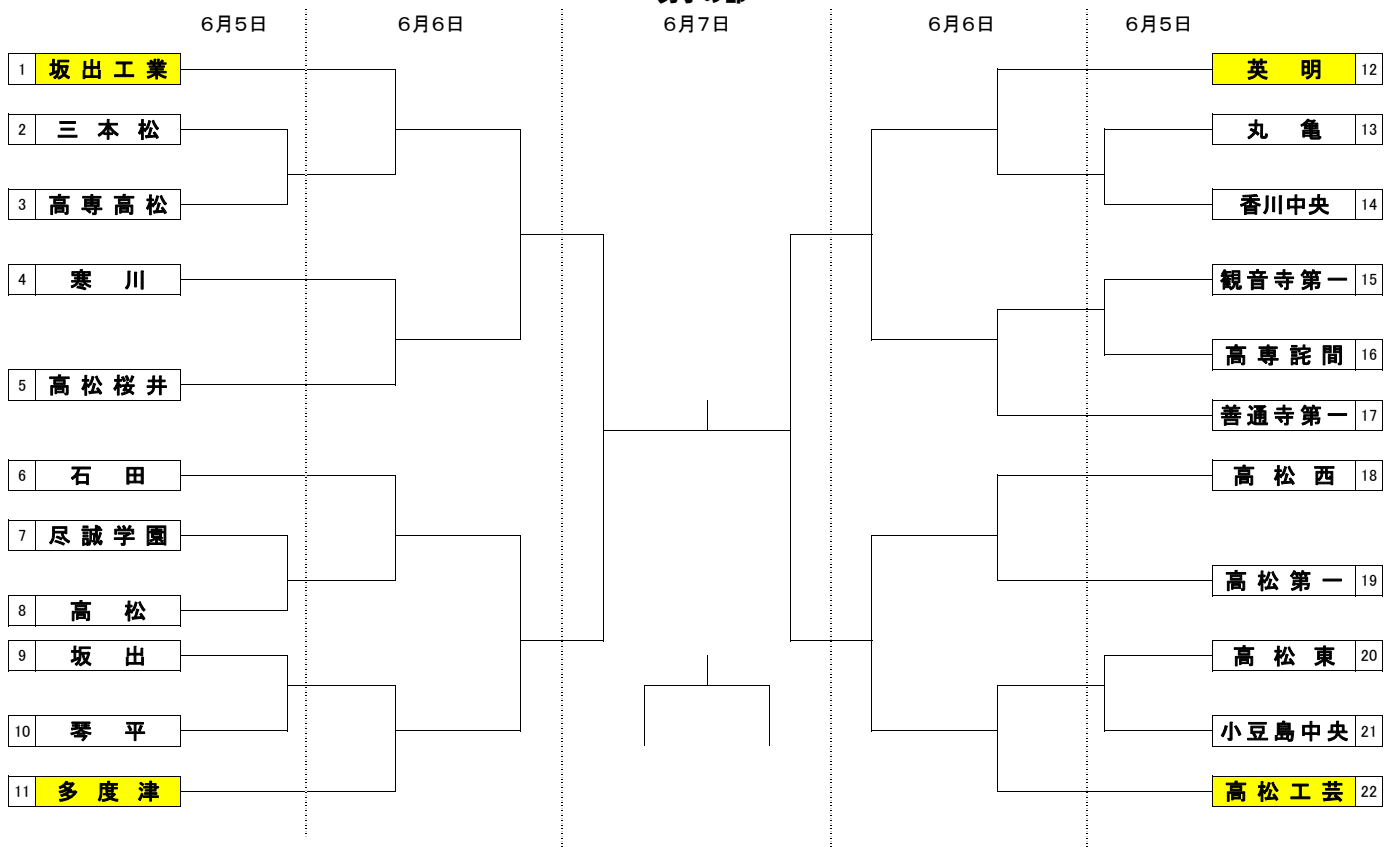 6月5日 6月6日 6月7日 6月6日 6月5日
1 坂出工業
2 三本松
3 高専高松
4 寒川
5 高松桜井
6 石田
7 尽誠学園
8 高松
9 坂出
10 琴平
11 多度津
英明 12
丸亀 13
香川中央 14
観音寺第一 15
高専詫間 16
善通寺第一 17
高松西 18
高松第一 19
高松東 20
小豆島中央 21
高松工芸 22